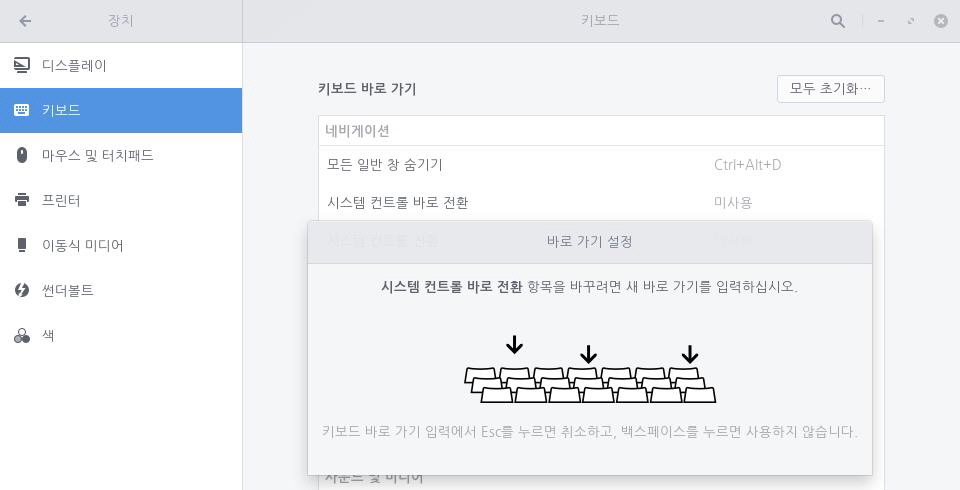 장치
키보드
디스플레이
키보드
마우스 및 터치패드
프린터
이동식 미디어
썬더볼트
색
키보드 바로 가기
모두 초기화…
네비게이션
모든 일반 창 숨기기 Ctrl+Alt+D
시스템 컨트롤 바로 전환 미사용
바로 가기 설정
시스템 컨트롤 바로 전환 항목을 바꾸려면 새 바로 가기를 입력하십시오.
키보드 바로 가기 입력에서 Esc를 누르면 취소하고, 백스페이스를 누르면 사용하지 않습니다.
사운드 및 미디어